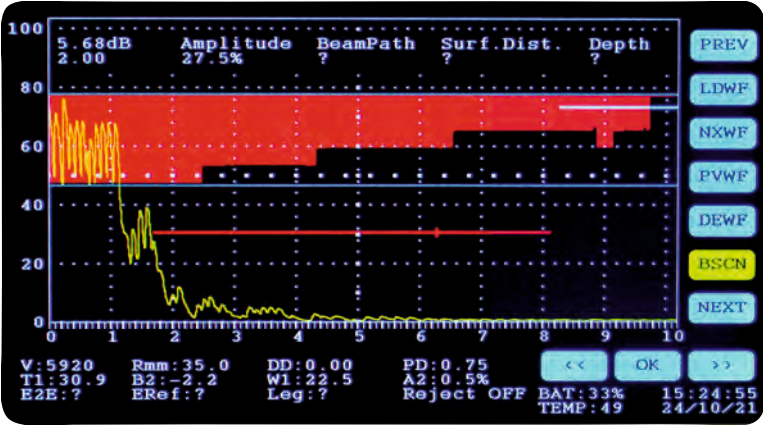 100
5.68dB Amplitude BeamPath Surf.Dist. Depth
2.00 27.5% ? ? ?
80
60
40
20
0
0 1 2 3 4 5 6 7 8 9 10
V:5920 Rmm:35.0 DD:0.00 PD:0.75
T1:30.9 B2:-2.2 W1:22.5 A2:0.5%
E2E:? ERef:? Leg:? Reject OFF BAT:33% 15:24:55
TEMP:49 24/10/21
PREV
LDWF
NXWF
PVWF
DEWF
BSCN
NEXT
<< OK >>